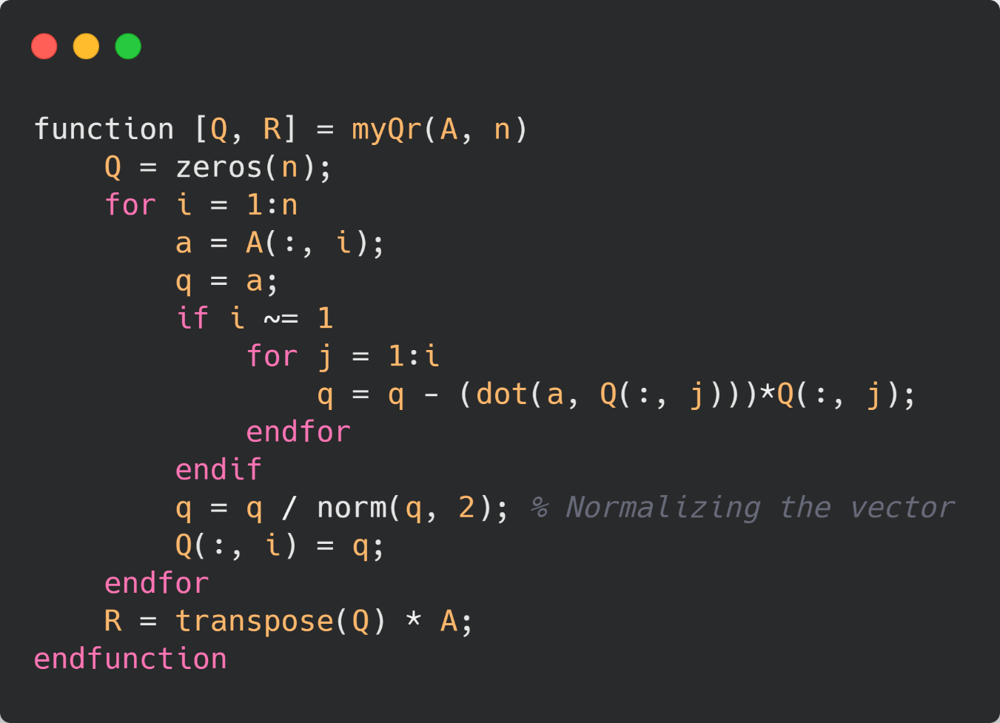 function [Q, R] = myQr(A, n)
    Q = zeros(n);
    for i = 1:n
        a = A(:, i);
        q = a;
        if i ~= 1
            for j = 1:i
                q = q - (dot(a, Q(:, j)))*Q(:, j);
            endfor
        endif
        q = q / norm(q, 2); % Normalizing the vector
        Q(:, i) = q;
    endfor
    R = transpose(Q) * A;
endfunction